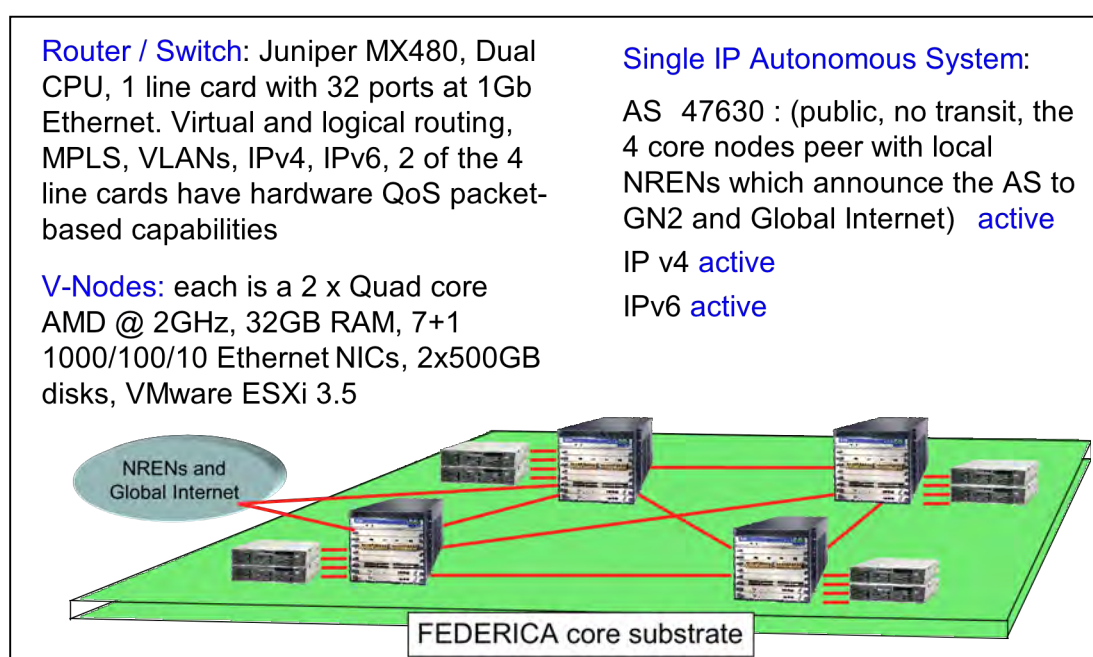 Router / Switch: Juniper MX480, Dual
CPU, 1 line card with 32 ports at 1Gb
Ethernet. Virtual and logical routing,
MPLS, VLANs, IPv4, IPv6, 2 of the 4
line cards have hardware QoS packet-
based capabilities
V-Nodes: each is a 2 x Quad core
AMD @ 2GHz, 32GB RAM, 7+1
1000/100/10 Ethernet NICs, 2x500GB
disks, VMware ESXi 3.5
Single IP Autonomous System:
AS 47630 : (public, no transit, the
4 core nodes peer with local
NRENs which announce the AS to
GN2 and Global Internet) active
IP v4 active
IPv6 active
NRENs and
Global Internet
FEDERICA core substrate